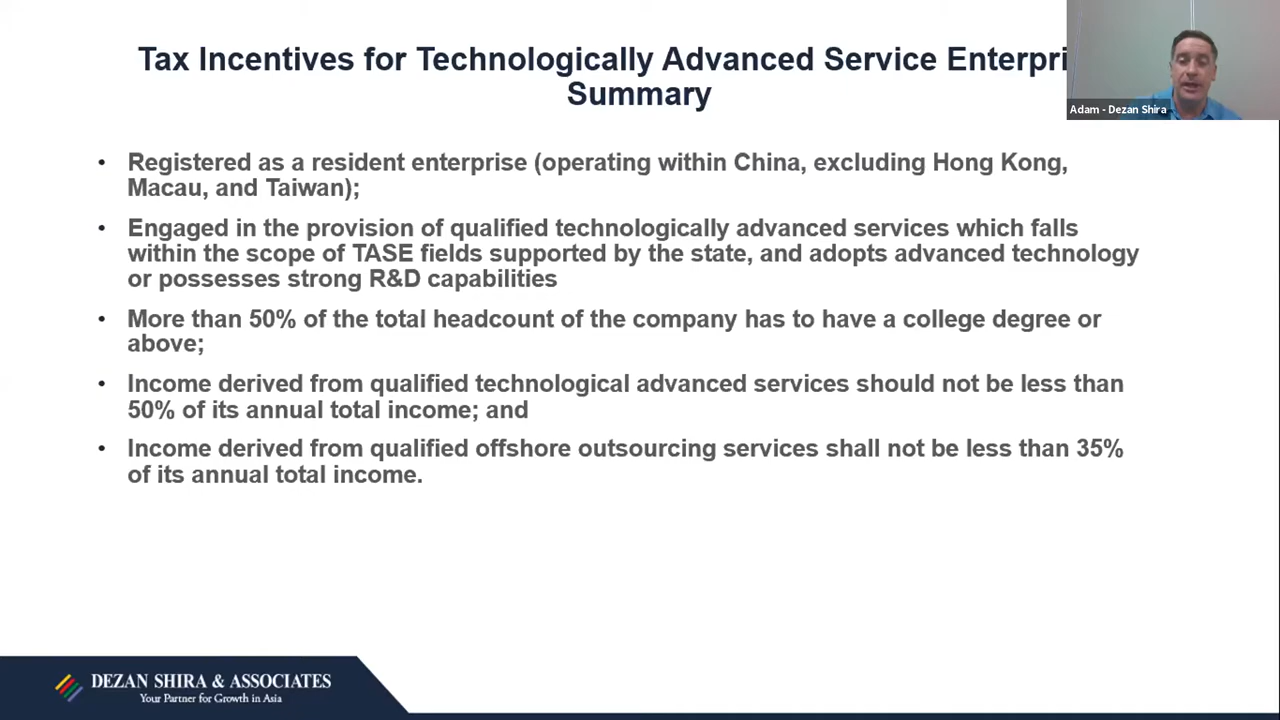 Tax Incentives for Technologically Advanced Service Enterpri
Summary
Adam - Dezan Shira
• Registered as a resident enterprise (operating within China, excluding Hong Kong,
Macau, and Taiwan);
• Engaged in the provision of qualified technologically advanced services which falls
within the scope of TASE fields supported by the state, and adopts advanced technology
or possesses strong R&D capabilities
• More than 50% of the total headcount of the company has to have a college degree or
above;
• Income derived from qualified technological advanced services should not be less than
50% of its annual total income; and
• Income derived from qualified offshore outsourcing services shall not be less than 35%
of its annual total income.
DEZAN SHIRA & ASSOCIATES
Your Partner for Growth in Asia